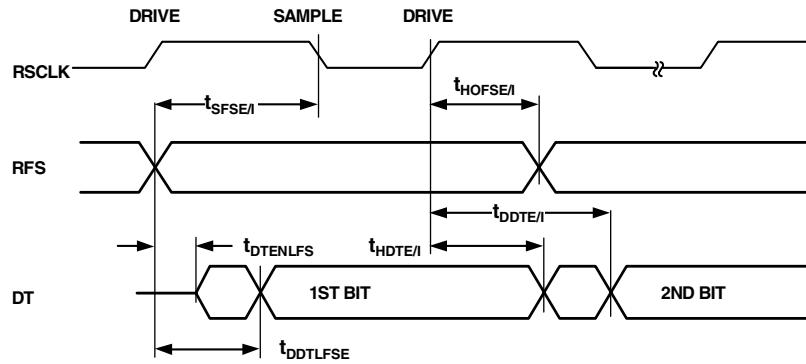 DRIVE SAMPLE DRIVE
RSCLK
tSFSE/I tHOFSE/I
RFS
tDDTE/I
tDTENLFS tHDTE/I
DT 1ST BIT 2ND BIT
tDDTLFSE